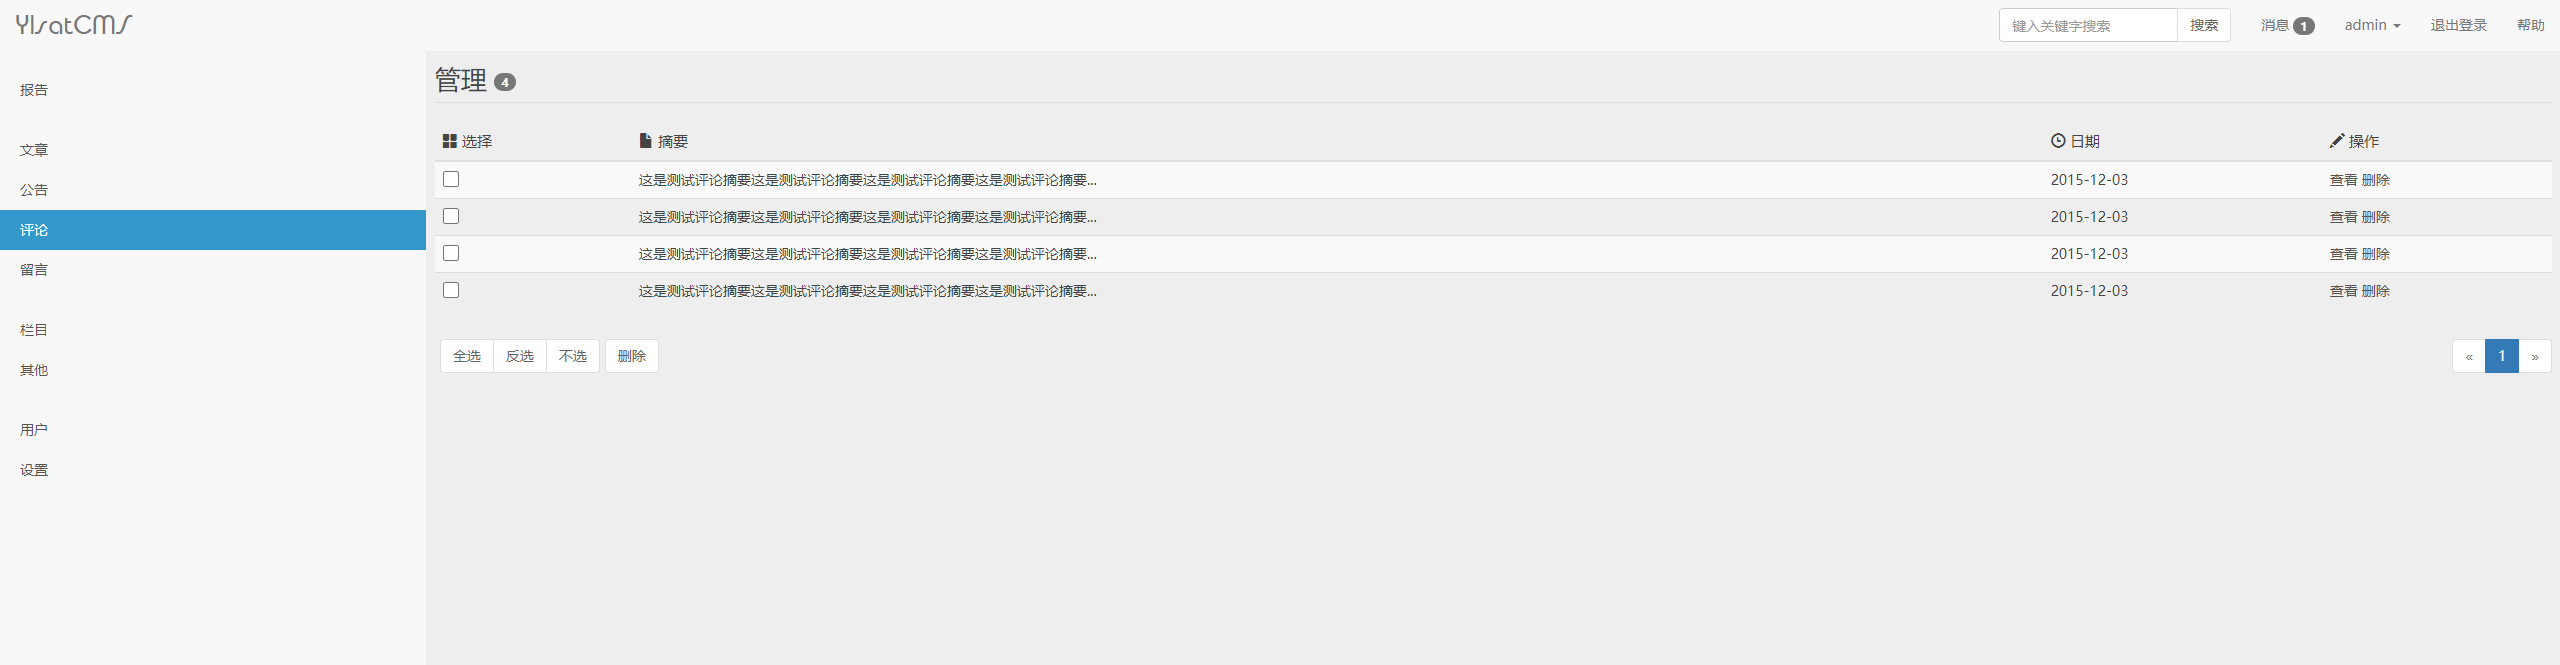 YlsatCMS
键入关键字搜索 搜索 消息 1 admin 退出登录 帮助
报告
文章
公告
评论
留言
栏目
其他
用户
设置
管理 4
选择 摘要 日期 操作
这是测试评论摘要这是测试评论摘要这是测试评论摘要这是测试评论摘要... 2015-12-03 查看 删除
这是测试评论摘要这是测试评论摘要这是测试评论摘要这是测试评论摘要... 2015-12-03 查看 删除
这是测试评论摘要这是测试评论摘要这是测试评论摘要这是测试评论摘要... 2015-12-03 查看 删除
这是测试评论摘要这是测试评论摘要这是测试评论摘要这是测试评论摘要... 2015-12-03 查看 删除
全选 反选 不选 删除 « 1 »